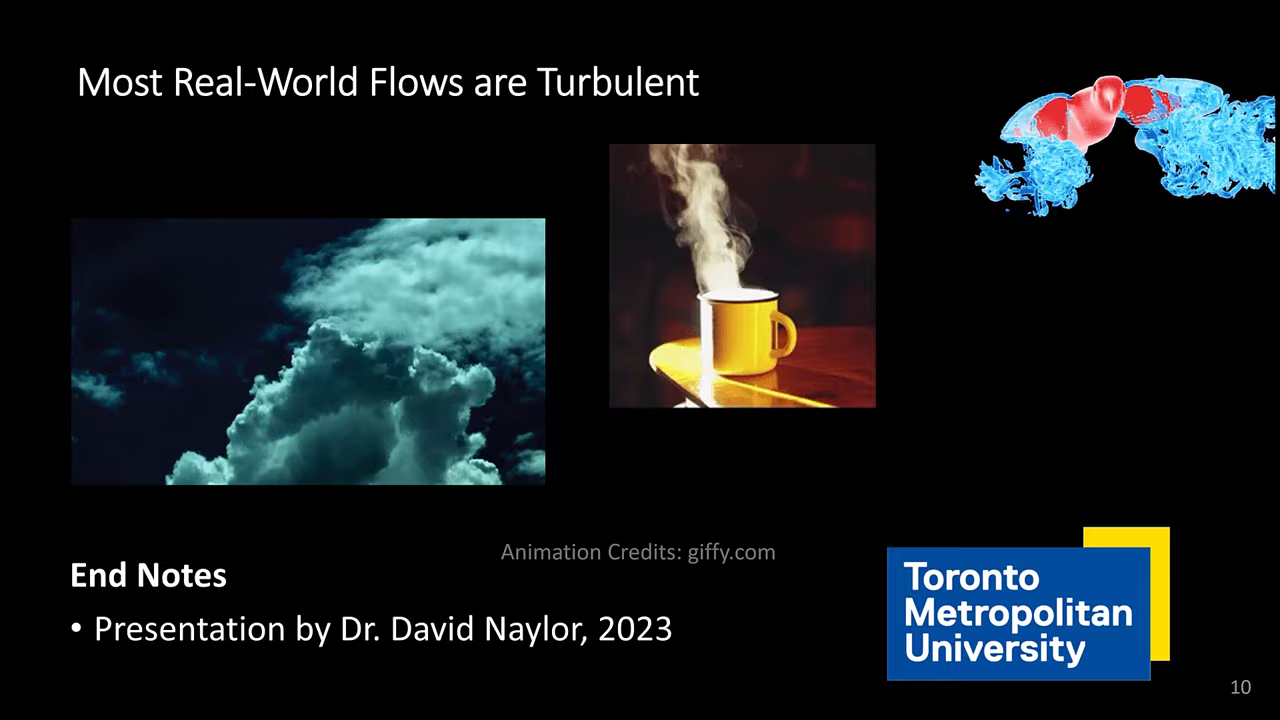 Most Real-World Flows are Turbulent
Animation Credits: giffy.com
End Notes
• Presentation by Dr. David Naylor, 2023
Toronto
Metropolitan
University
10